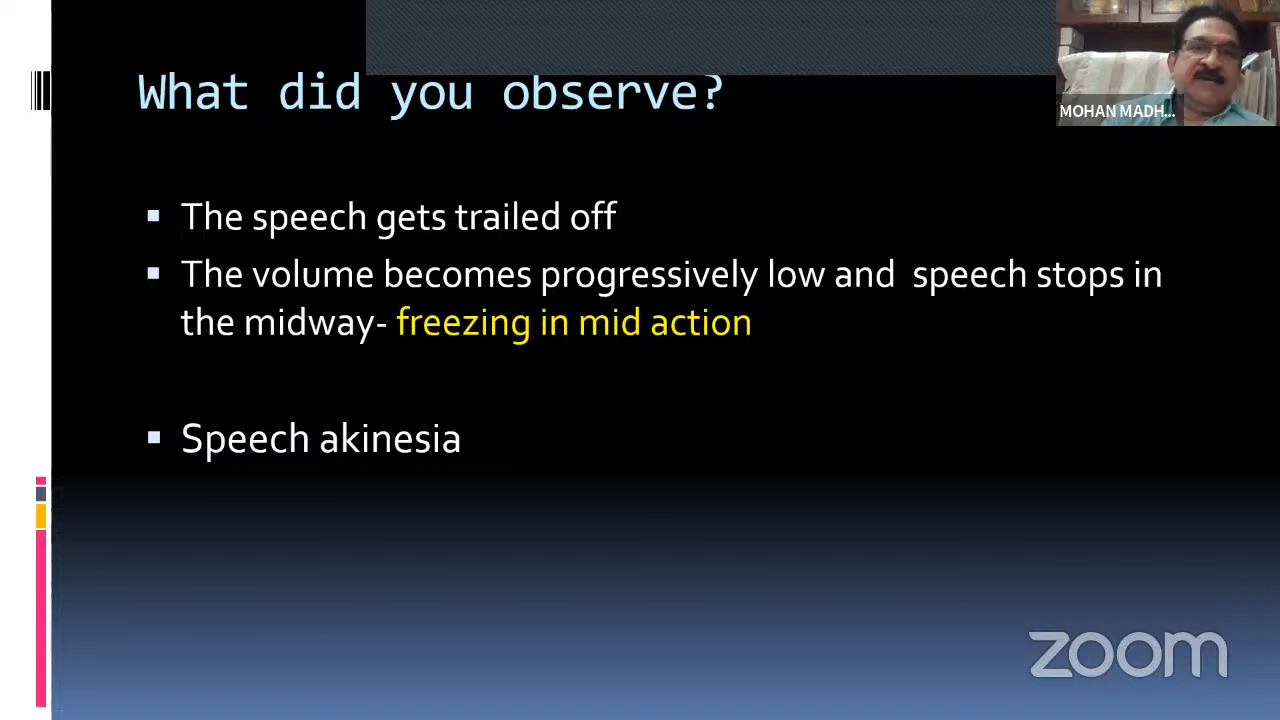 What did you observe?
MOHAN MADH...
▪ The speech gets trailed off
▪ The volume becomes progressively low and speech stops in
the midway- freezing in mid action
▪ Speech akinesia
zoom